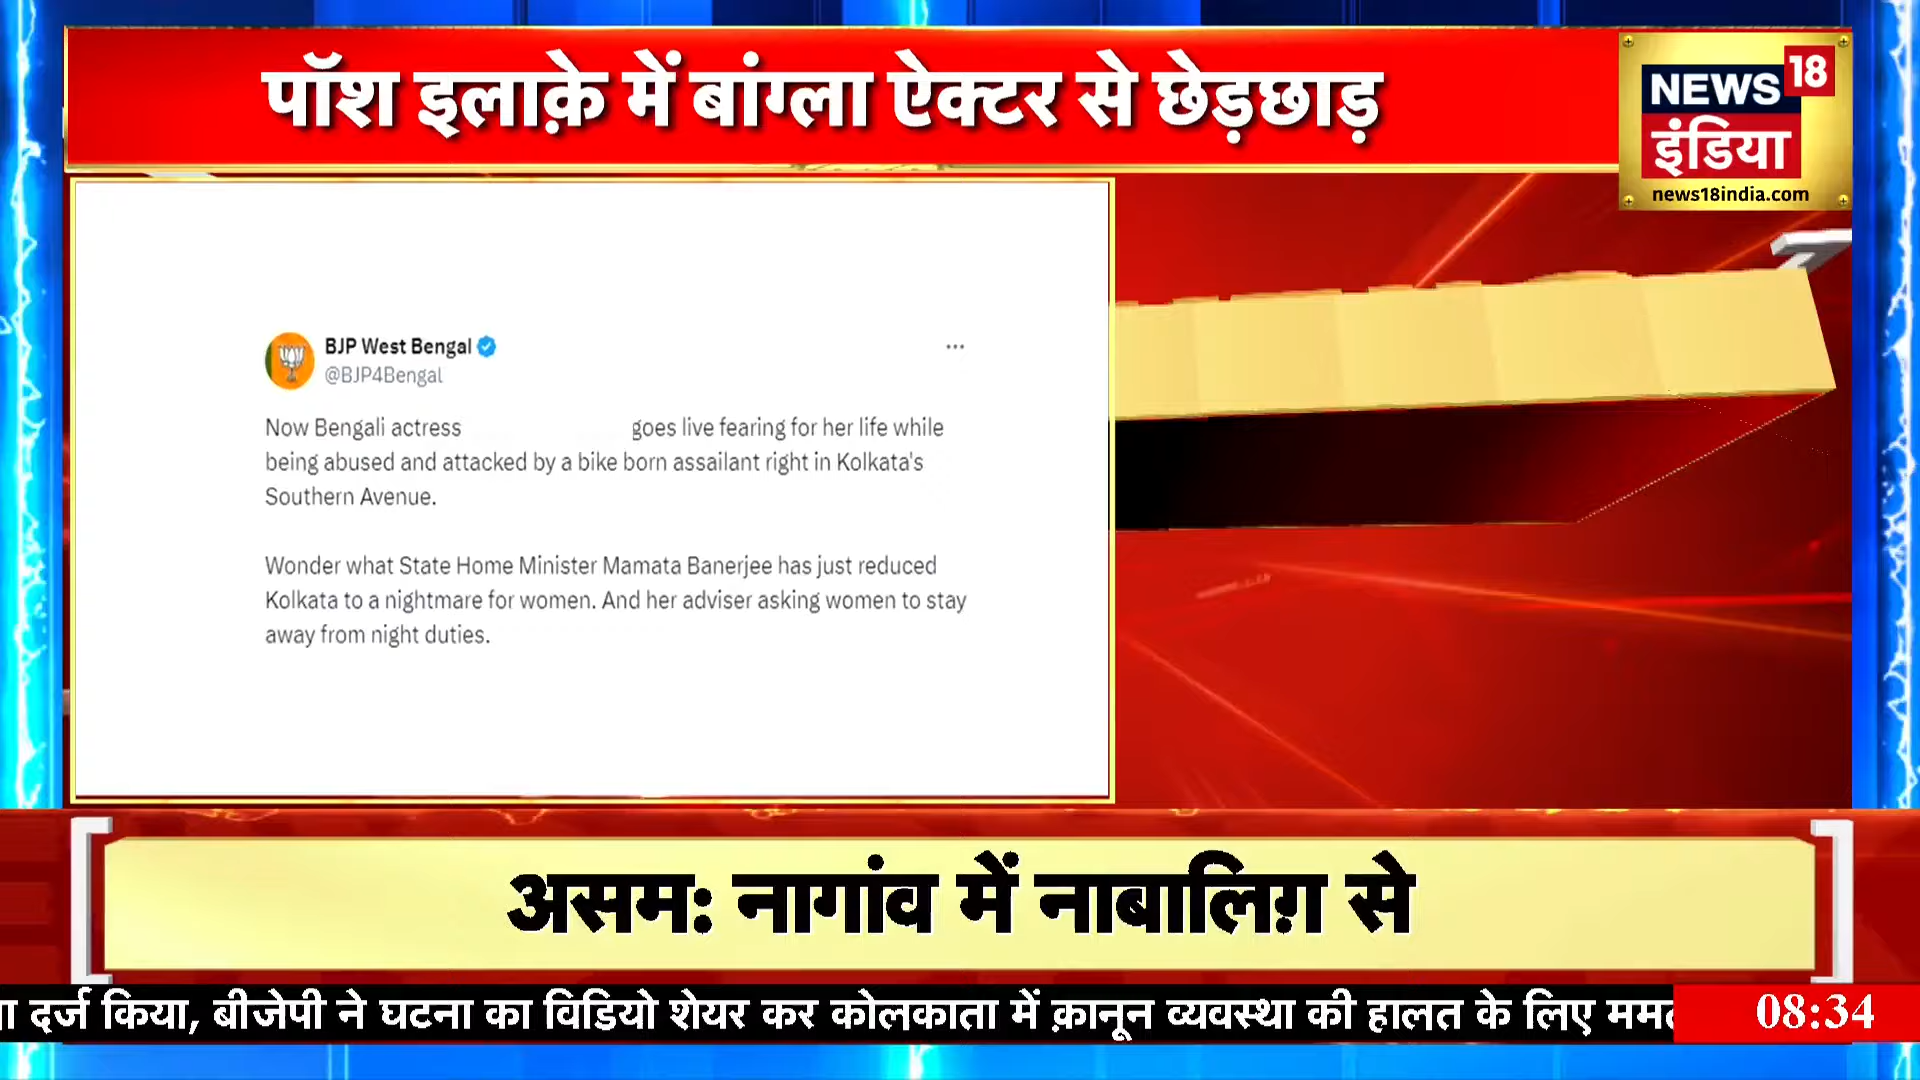 पॉश इलाक़े में बांग्ला ऐक्टर से छेड़छाड़
NEWS 18
इंडिया
news18india.com
BJP West Bengal
@BJP4Bengal
Now Bengali actress goes live fearing for her life while
being abused and attacked by a bike born assailant right in Kolkata's
Southern Avenue.
Wonder what State Home Minister Mamata Banerjee has just reduced
Kolkata to a nightmare for women. And her adviser asking women to stay
away from night duties.
असम: नागांव में नाबालिग़ से
दर्ज किया, बीजेपी ने घटना का विडियो शेयर कर कोलकाता में क़ानून व्यवस्था की हालत के लिए
08:34